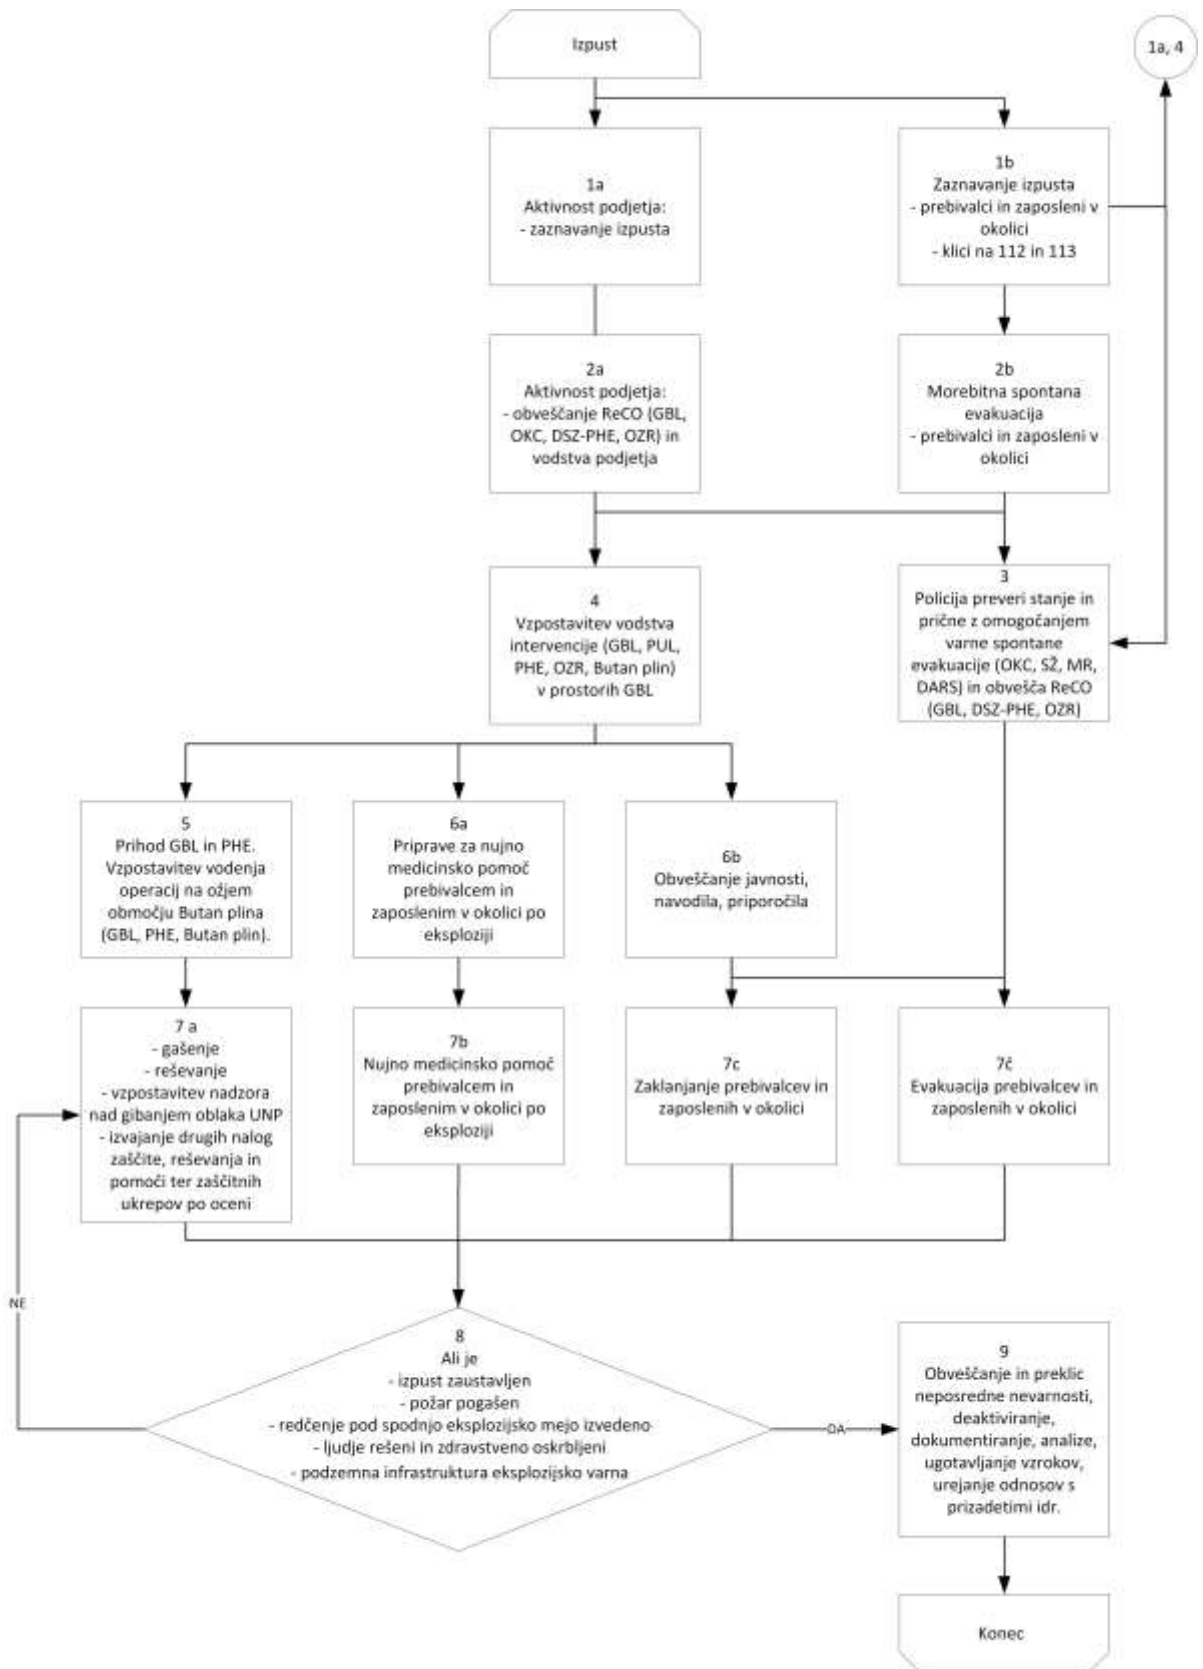 Izpust
1a, 4
1a
Aktivnost podjetja:
- zaznavanje izpusta
1b
Zaznavanje izpusta
- prebivalci in zaposleni v
okolici
- klici na 112 in 113
2a
Aktivnost podjetja:
- obveščanje ReCO (GBL,
OKC, DSZ-PHE, OZR) in
vodstva podjetja
2b
Morebitna spontana
evakuacija
- prebivalci in zaposleni v
okolici
4
Vzpostavitev vodstva
intervencije (GBL, PUL,
PHE, OZR, Butan plin)
v prostorih GBL
3
Policija preveri stanje in
prične z omogočanjem
varne spontane
evakuacije (OKC, SŽ, MR,
DARS) in obvešča ReCO
(GBL, DSZ-PHE, OZR)
5
Prihod GBL in PHE.
Vzpostavitev vodenja
operacij na ožjem
območju Butan plina
(GBL, PHE, Butan plin).
6a
Priprave za nujno
medicinsko pomoč
prebivalcem in
zaposlenim v okolici po
eksploziji
6b
Obveščanje javnosti,
navodila, priporočila
7 a
- gašenje
- reševanje
- vzpostavitev nadzora
nad gibanjem oblaka UNP
- izvajanje drugih nalog
zaščite, reševanja in
pomoči ter zaščitnih
ukrepov po oceni
7b
Nujno medicinsko pomoč
prebivalcem in
zaposlenim v okolici po
eksploziji
7c
Zaklanjanje prebivalcev in
zaposlenih v okolici
7č
Evakuacija prebivalcev in
zaposlenih v okolici
NE
8
Ali je
- izpust zaustavljen
- požar pogašen
- redčenje pod spodnjo eksplozijsko mejo izvedeno
- ljudje rešeni in zdravstveno oskrbljeni
- podzemna infrastruktura eksplozijsko varna
DA
9
Obveščanje in preklic
neposredne nevarnosti,
deaktiviranje,
dokumentiranje, analize,
ugotavljanje vzrokov,
urejanje odnosov s
prizadetimi idr.
Konec